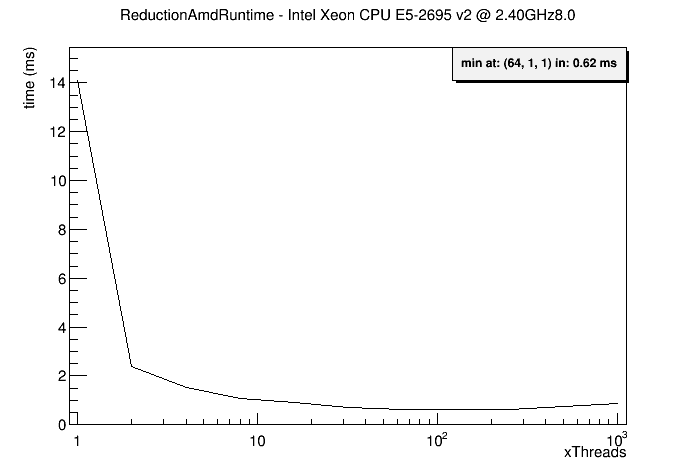 ReductionAmdRuntime - Intel Xeon CPU E5-2695 v2 @ 2.40GHz8.0
time (ms)
min at: (64, 1, 1) in: 0.62 ms
14
12
10
8
6
4
2
0
1 10 10² 10³
xThreads